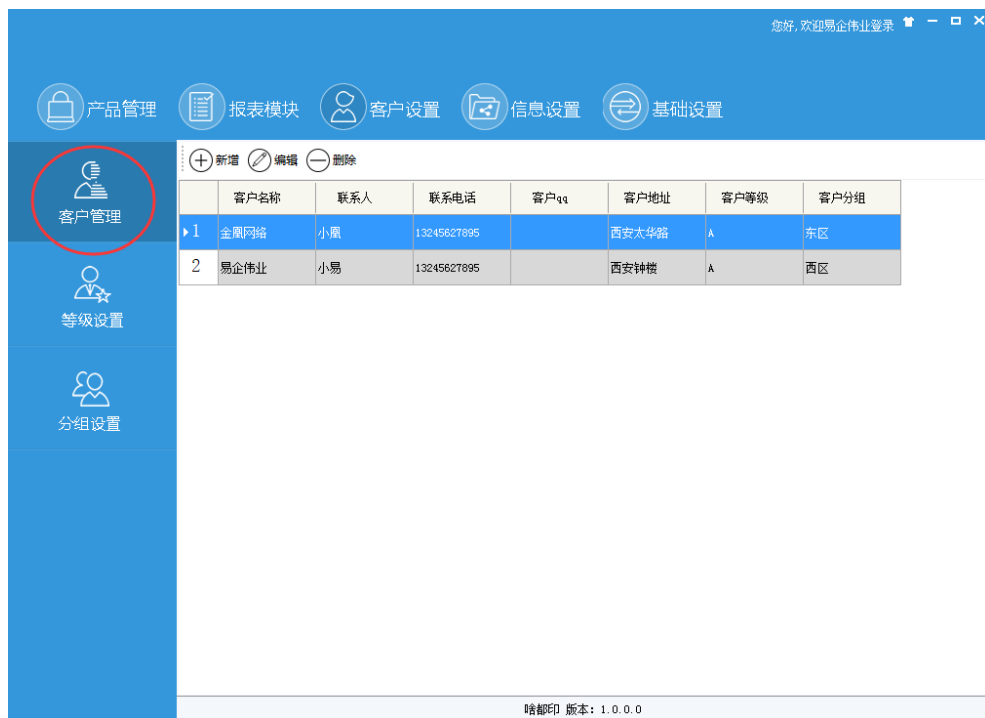 您好,欢迎易企伟业登录
产品管理 报表模块 客户设置 信息设置 基础设置
客户管理
等级设置
分组设置
新增 编辑 删除
客户名称 联系人 联系电话 客户qq 客户地址 客户等级 客户分组
1 金凰网络 小凰 13245627895 西安太华路 A 东区
2 易企伟业 小易 13245627895 西安钟楼 A 西区
啥都印 版本: 1.0.0.0